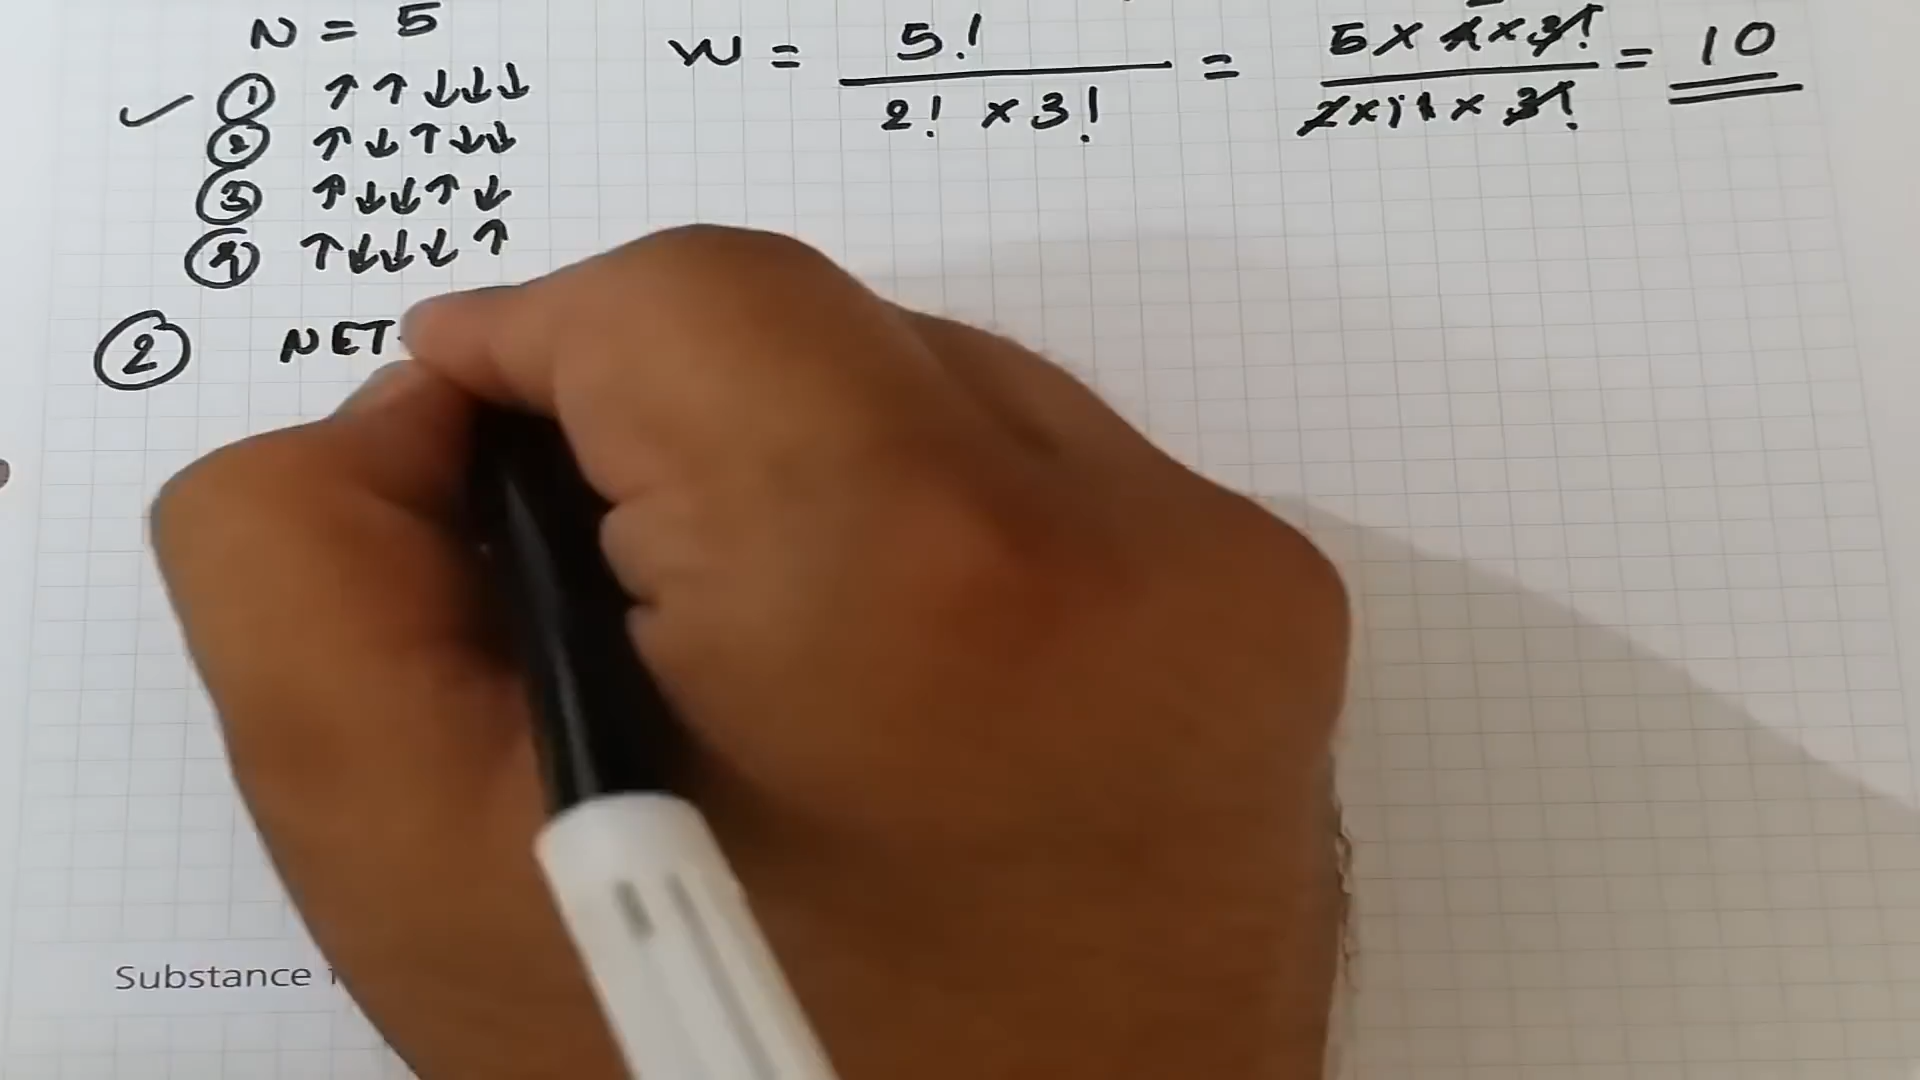 N = 5
W = 5! / 2! × 3! = 5 × 4 × 3! / 2 × 1 × 3! = 10
① ↑ ↑ ↓ ↓ ↓
② ↑ ↓ ↑ ↓ ↓
③ ↑ ↓ ↓ ↑ ↓
④ ↑ ↓ ↓ ↓ ↑
② NET
Substance